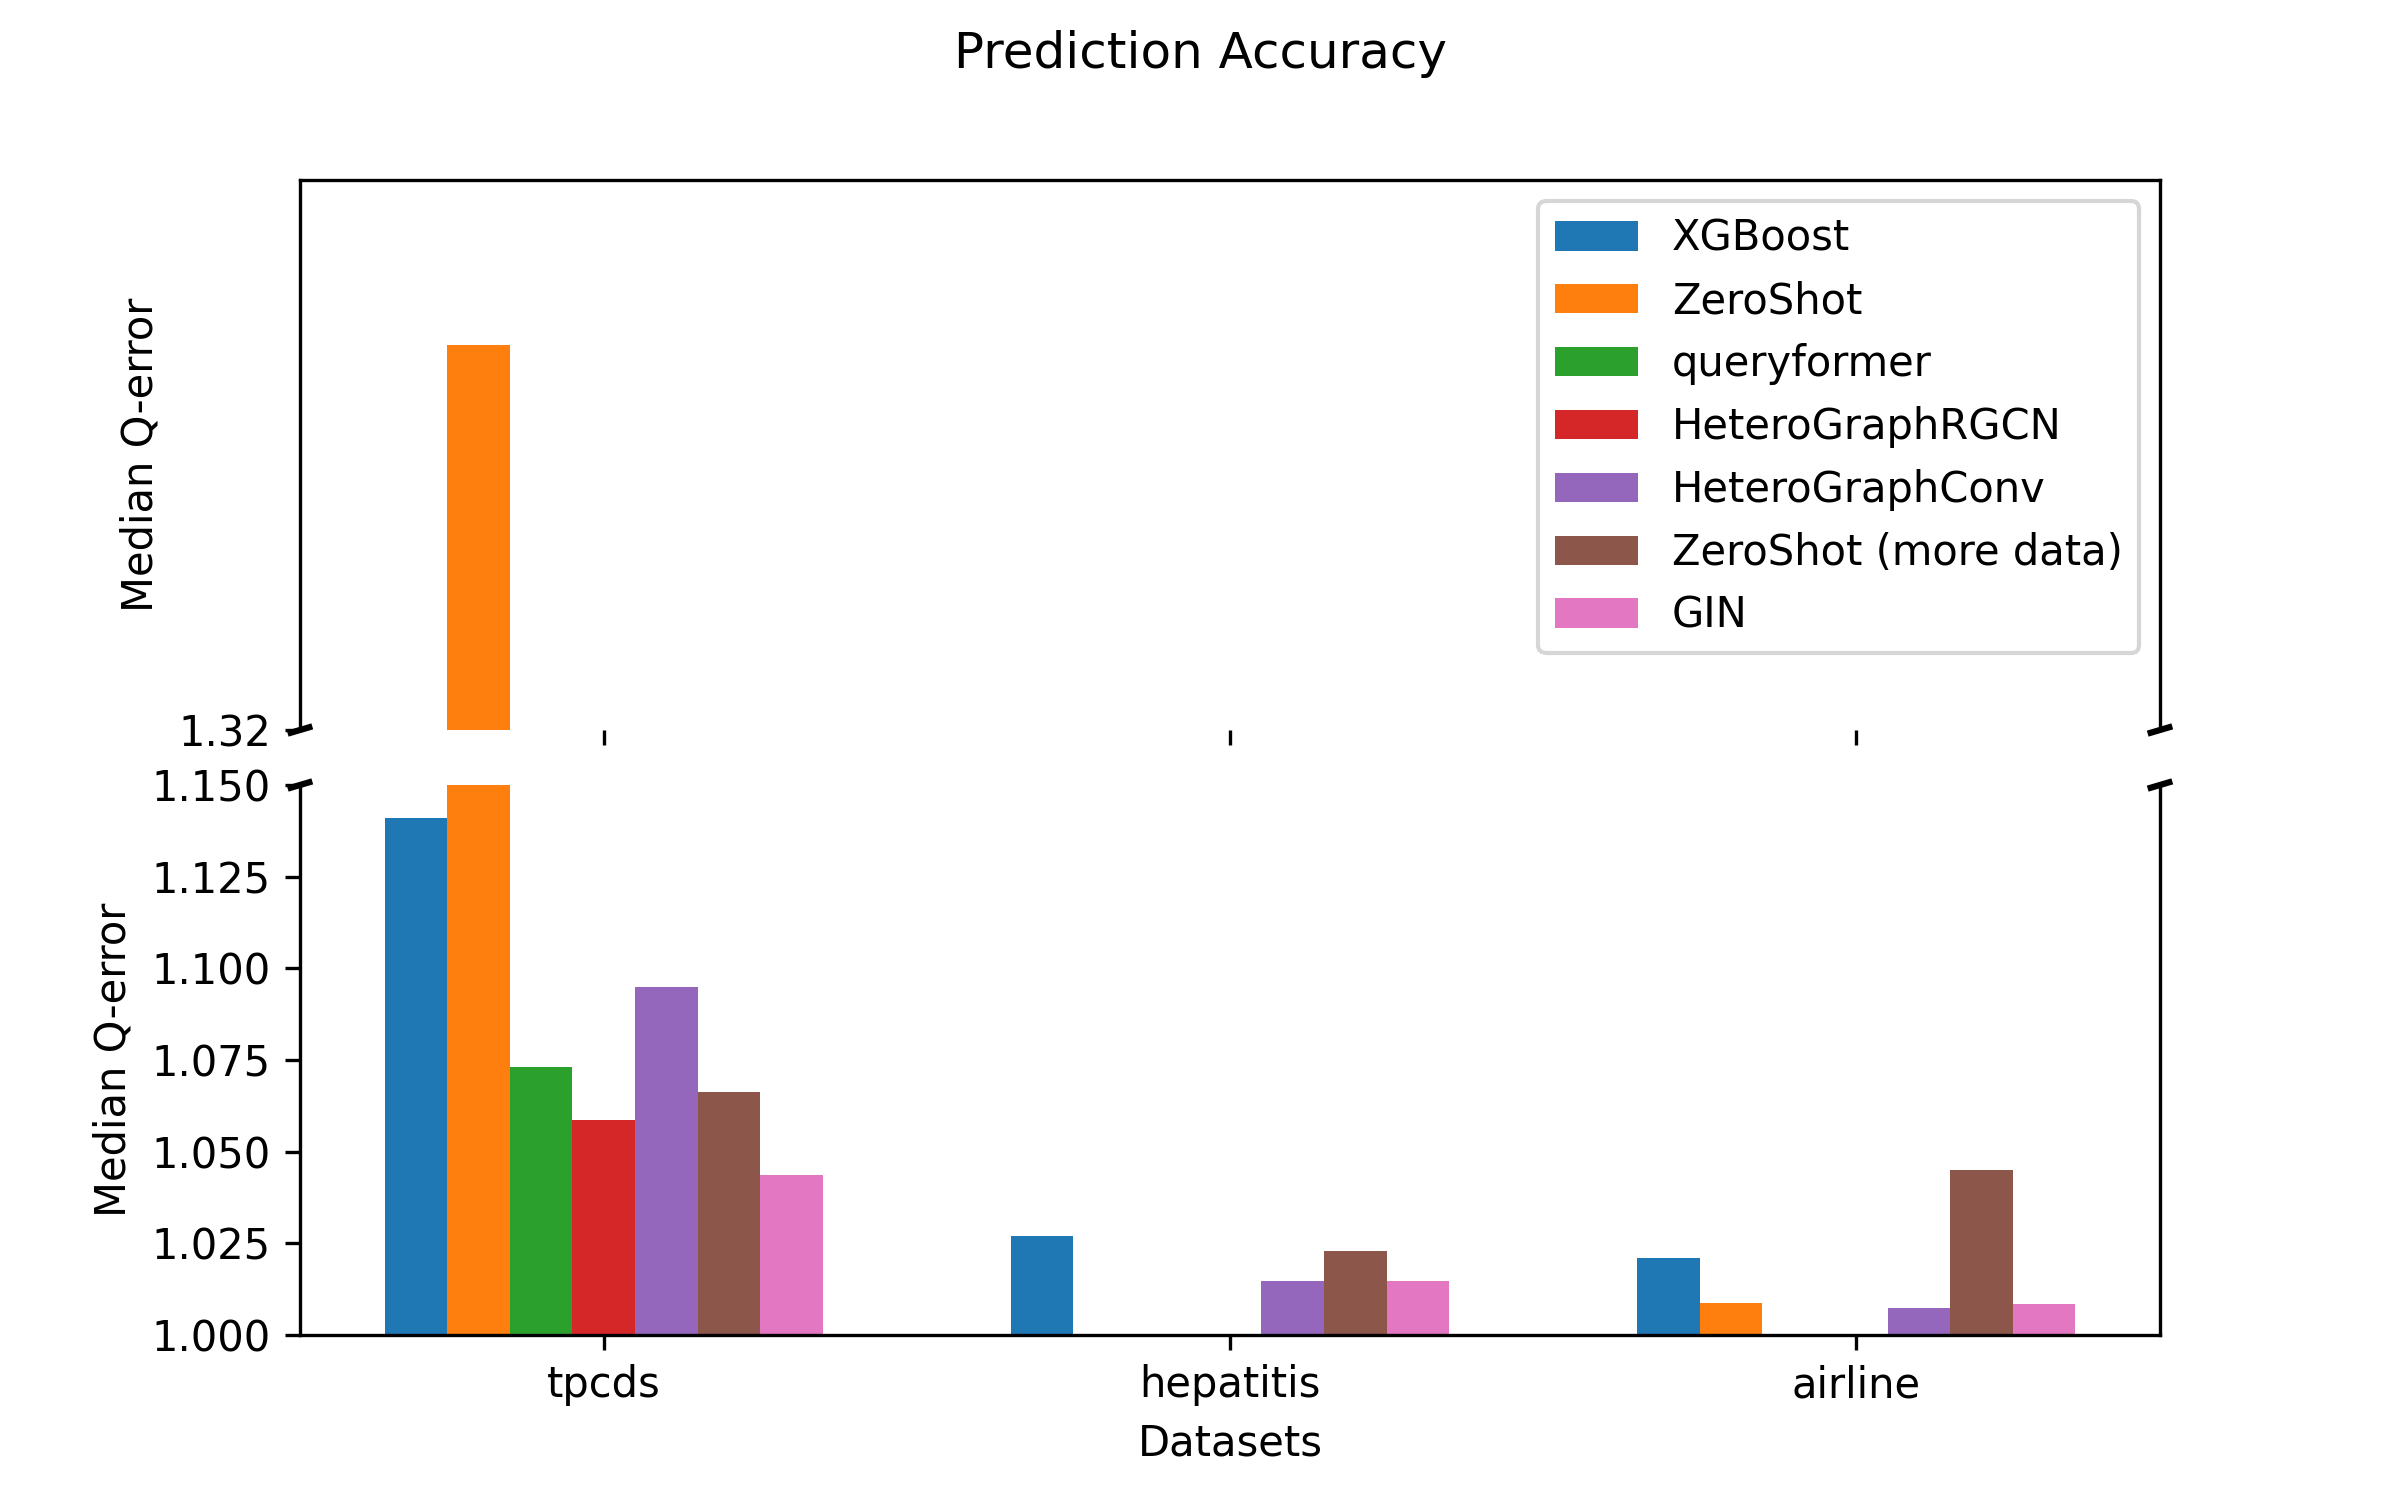 Prediction Accuracy
Median Q-error
1.32
XGBoost
ZeroShot
queryformer
HeteroGraphRGCN
HeteroGraphConv
ZeroShot (more data)
GIN
Median Q-error
1.150
1.125
1.100
1.075
1.050
1.025
1.000
tpcds hepatitis airline
Datasets